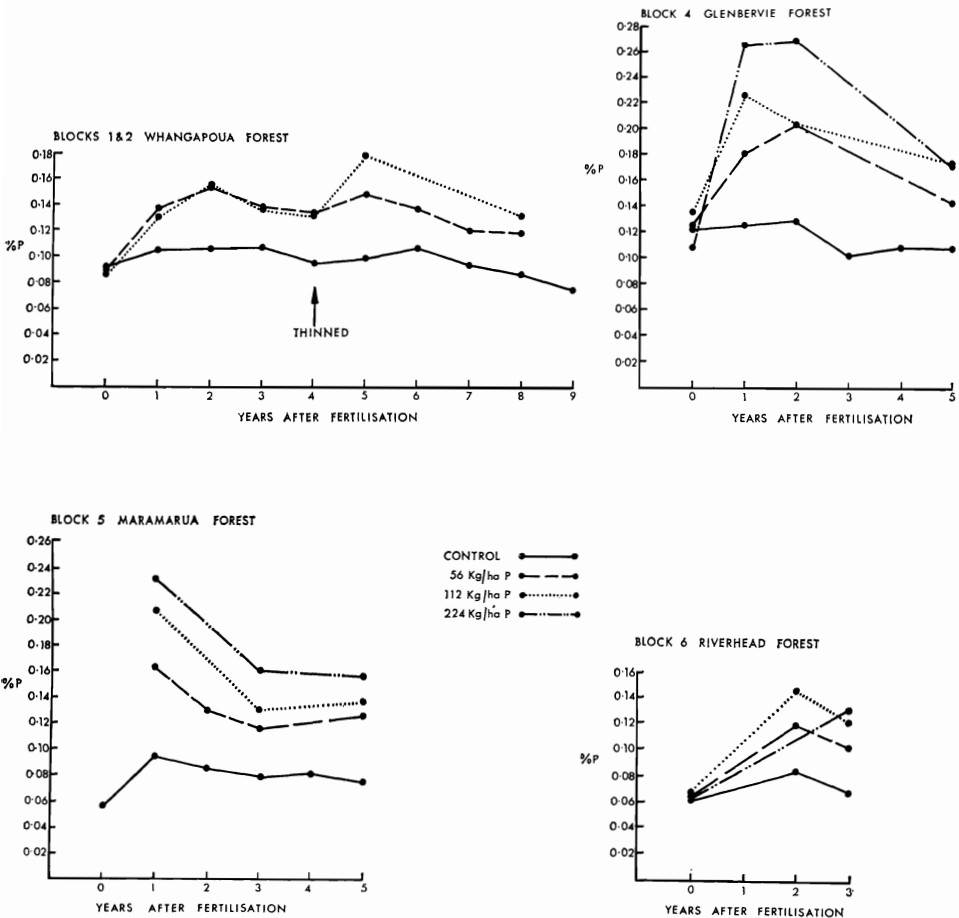 BLOCKS 1&2 WHANGAPOUA FOREST
0·18
0·16
0·14
0·12
%P
0·10
0·08
0·06
0·04
0·02
THINNED
0 1 2 3 4 5 6 7 8 9
YEARS AFTER FERTILISATION
BLOCK 4 GLENBERVIE FOREST
0·28
0·26
0·24
0·22
0·20
0·18
%P
0·16
0·14
0·12
0·10
0·08
0·06
0·04
0·02
0 1 2 3 4 5
YEARS AFTER FERTILISATION
BLOCK 5 MARAMARUA FOREST
0·26
0·24
0·22
0·20
0·18
0·16
%P
0·14
0·12
0·10
0·08
0·06
0·04
0·02
0 1 2 3 4 5
YEARS AFTER FERTILISATION
CONTROL
56 Kg/ha P
112 Kg/ha P
224 Kg/ha P
BLOCK 6 RIVERHEAD FOREST
0·16
0·14
0·12
0·10
%P
0·08
0·06
0·04
0·02
0 1 2 3
YEARS AFTER FERTILISATION